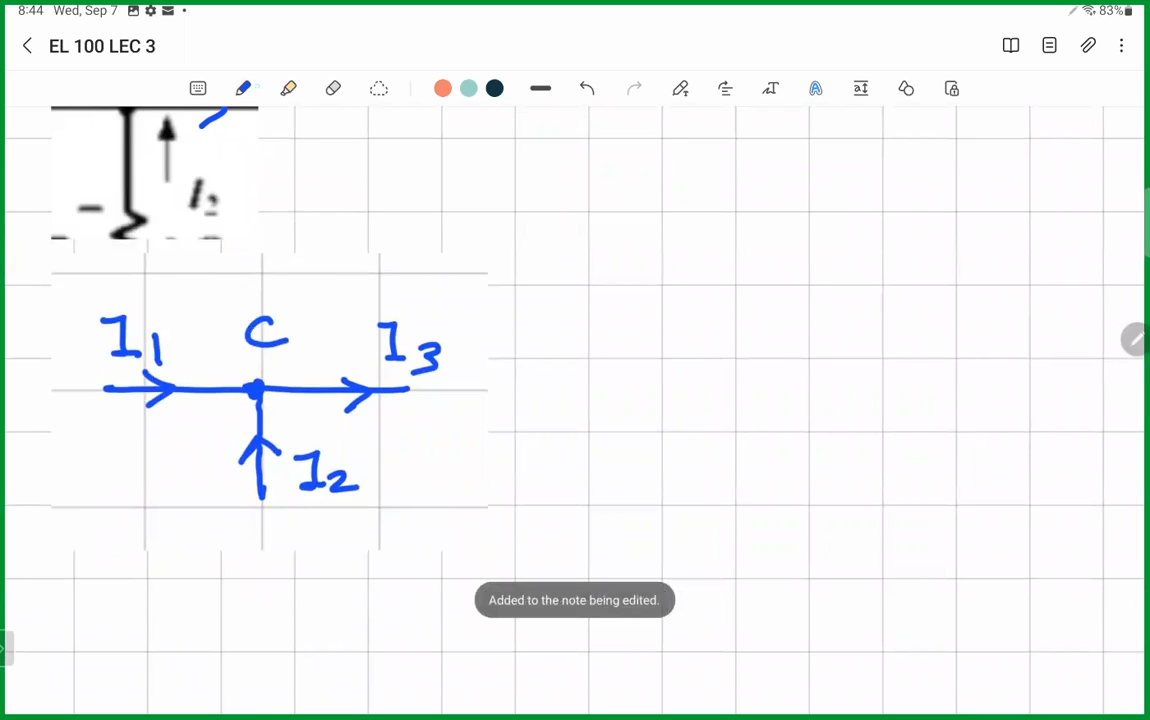 8:44 Wed, Sep 7 83%
EL 100 LEC 3
I₂
I₁ C I₃
I₂
Added to the note being edited.